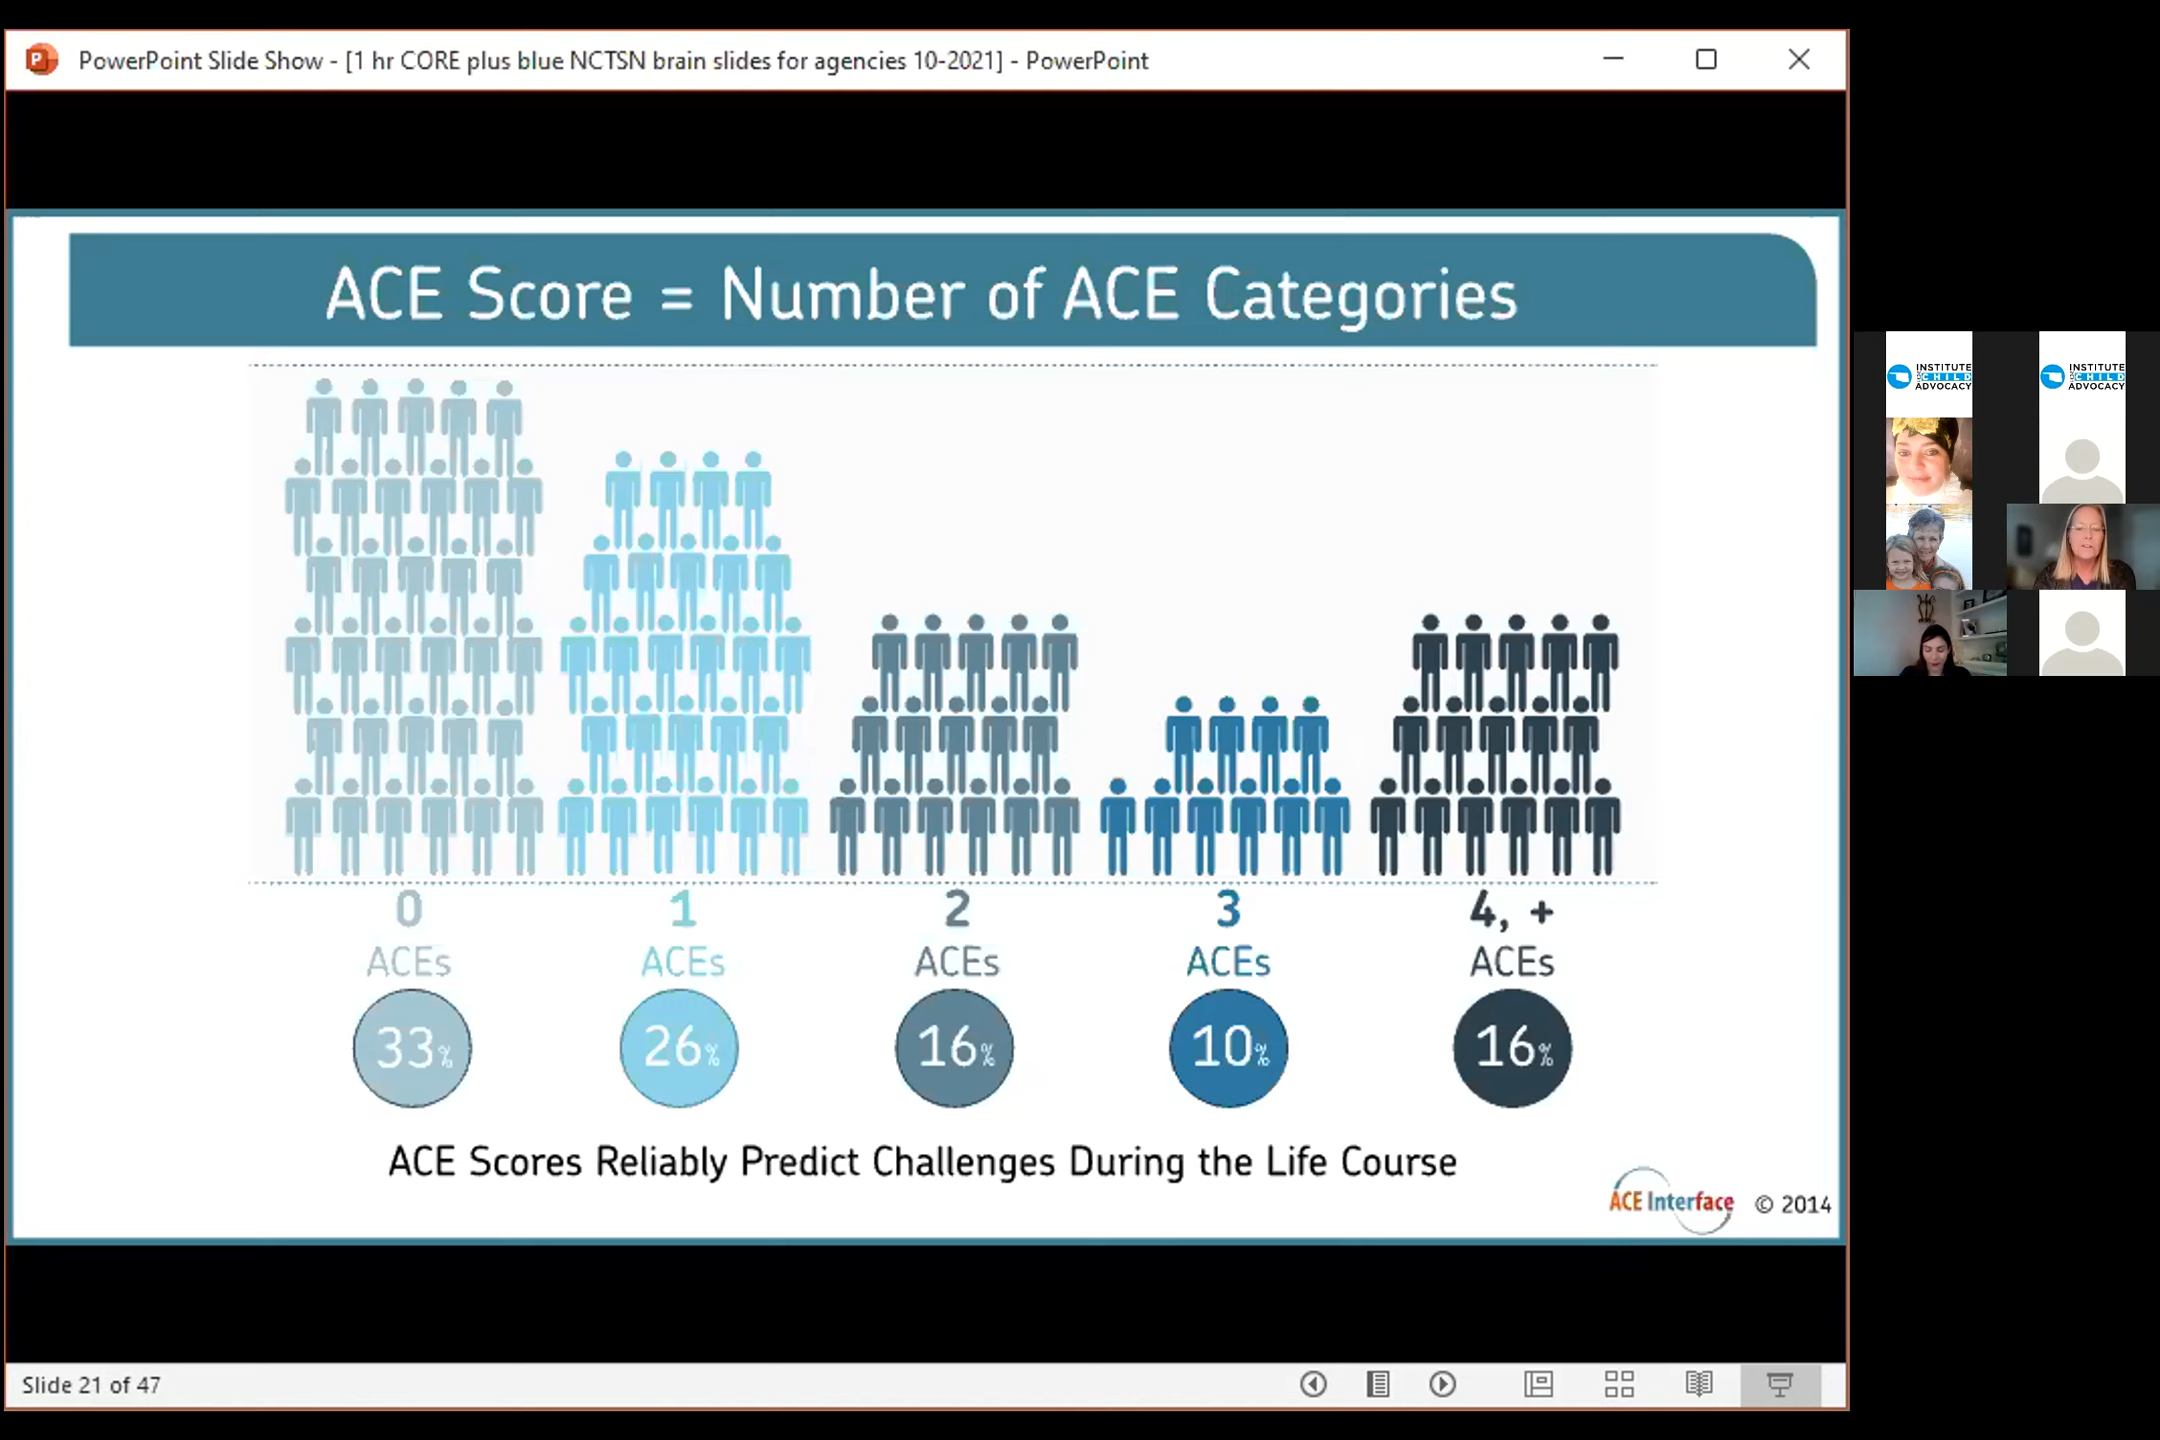 PowerPoint Slide Show - [1 hr CORE plus blue NCTSN brain slides for agencies 10-2021] - PowerPoint
ACE Score = Number of ACE Categories
0
ACEs
33%
1
ACEs
26%
2
ACEs
16%
3
ACEs
10%
4, +
ACEs
16%
ACE Scores Reliably Predict Challenges During the Life Course
ACE Interface © 2014
Slide 21 of 47
INSTITUTE
CHILD
ADVOCACY
INSTITUTE
CHILD
ADVOCACY